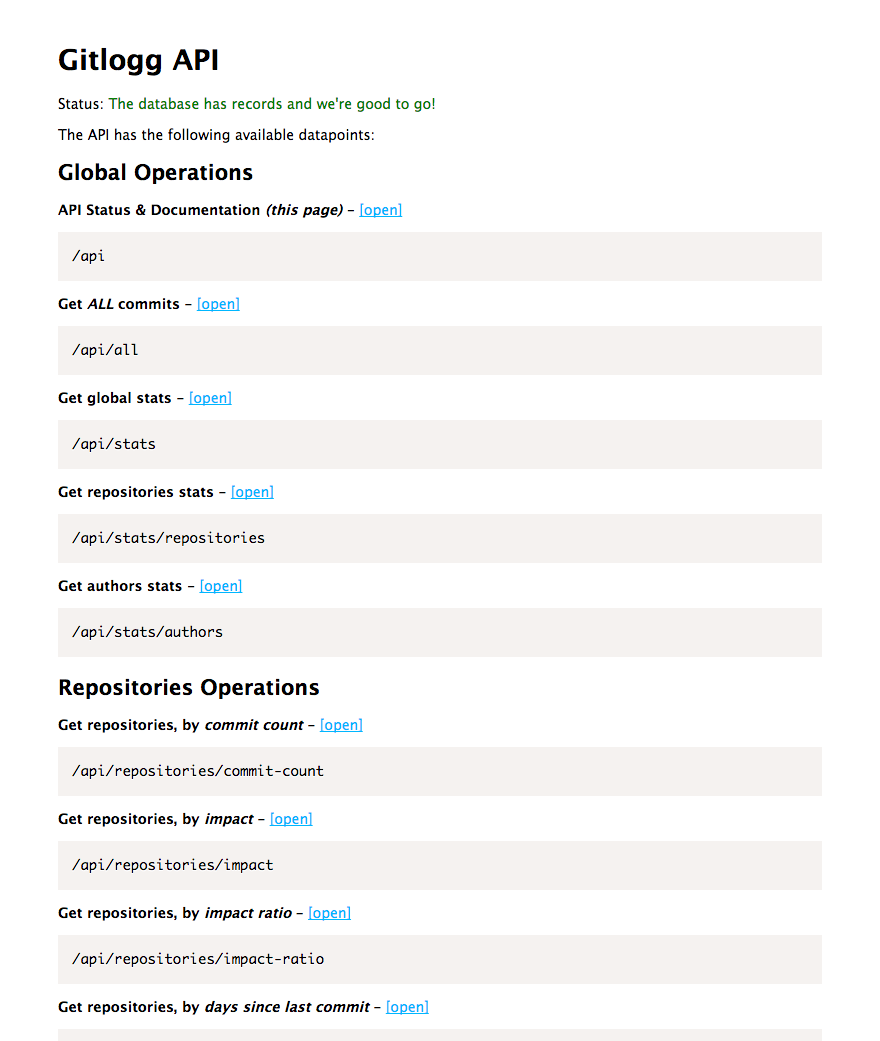 Gitlogg API
Status: The database has records and we're good to go!
The API has the following available datapoints:
Global Operations
API Status & Documentation (this page) – [open]
/api
Get ALL commits – [open]
/api/all
Get global stats – [open]
/api/stats
Get repositories stats – [open]
/api/stats/repositories
Get authors stats – [open]
/api/stats/authors
Repositories Operations
Get repositories, by commit count – [open]
/api/repositories/commit-count
Get repositories, by impact – [open]
/api/repositories/impact
Get repositories, by impact ratio – [open]
/api/repositories/impact-ratio
Get repositories, by days since last commit – [open]